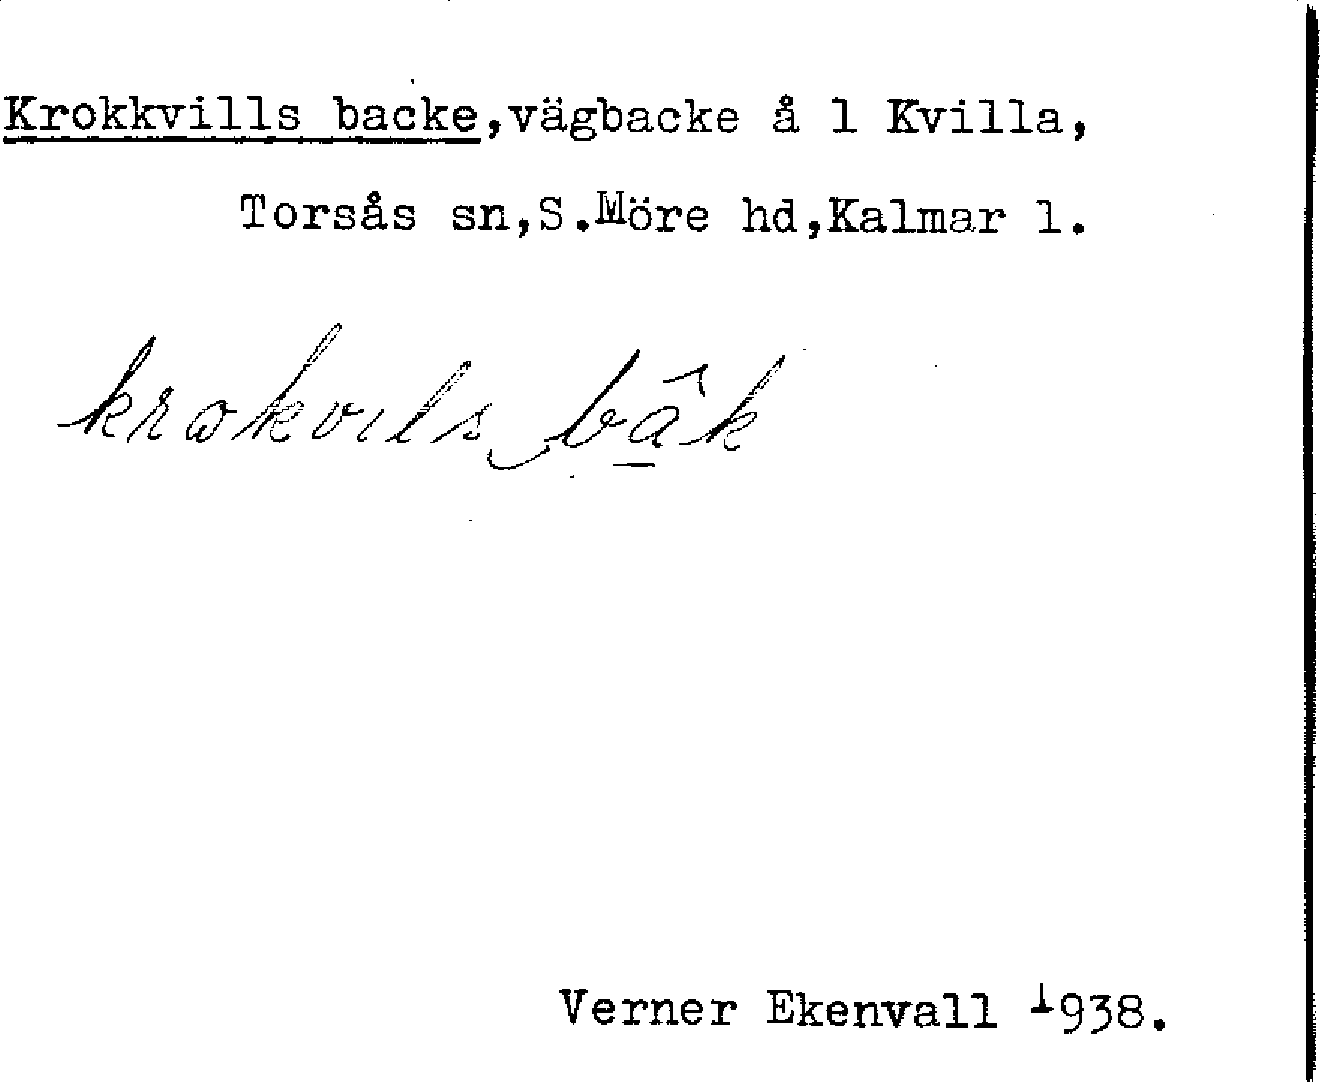 Krokkvills backe,vägbacke å 1 Kvilla,
Torsås sn,S.Möre hd,Kalmar l.
krokvils bâk
Verner Ekenvall 1938.